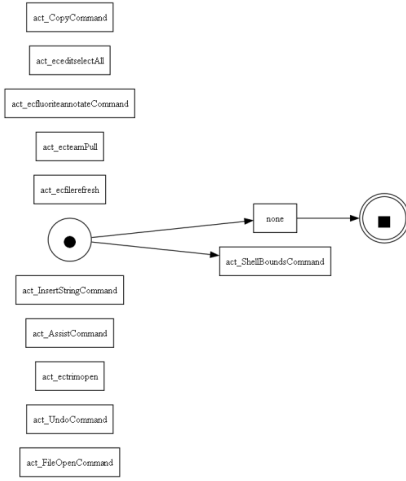 act_CopyCommand
act_eceditselectAll
act_ecfluoriteannotateCommand
act_ecteamPull
act_ecfilerefresh
none
act_ShellBoundsCommand
act_InsertStringCommand
act_AssistCommand
act_ectrimopen
act_UndoCommand
act_FileOpenCommand